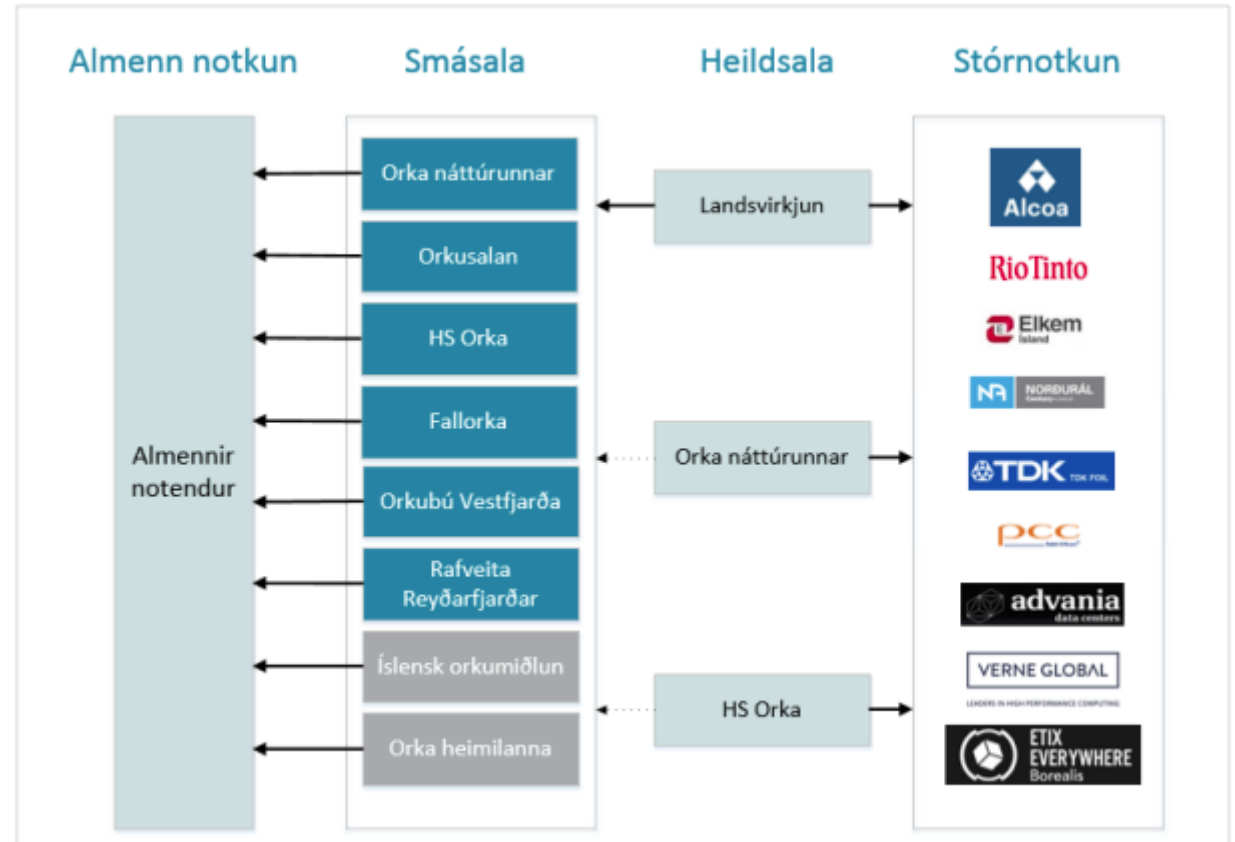 Almenn notkun
Smásala
Heildsala
Stórnotkun
Almennir
notendur
Orka náttúrunnar
Orkusalan
HS Orka
Fallorka
Orkubú Vestfjarða
Rafveita
Reyðarfjarðar
Íslensk orkumiðlun
Orka heimilanna
Landsvirkjun
Orka náttúrunnar
HS Orka
Alcoa
RioTinto
Elkem
Ísland
NORÐURÁL
TDK TDK FOIL
pcc
advania
data centers
VERNE GLOBAL
LEADERS IN HIGH PERFORMANCE COMPUTING
ETIX
EVERYWHERE
Borealis